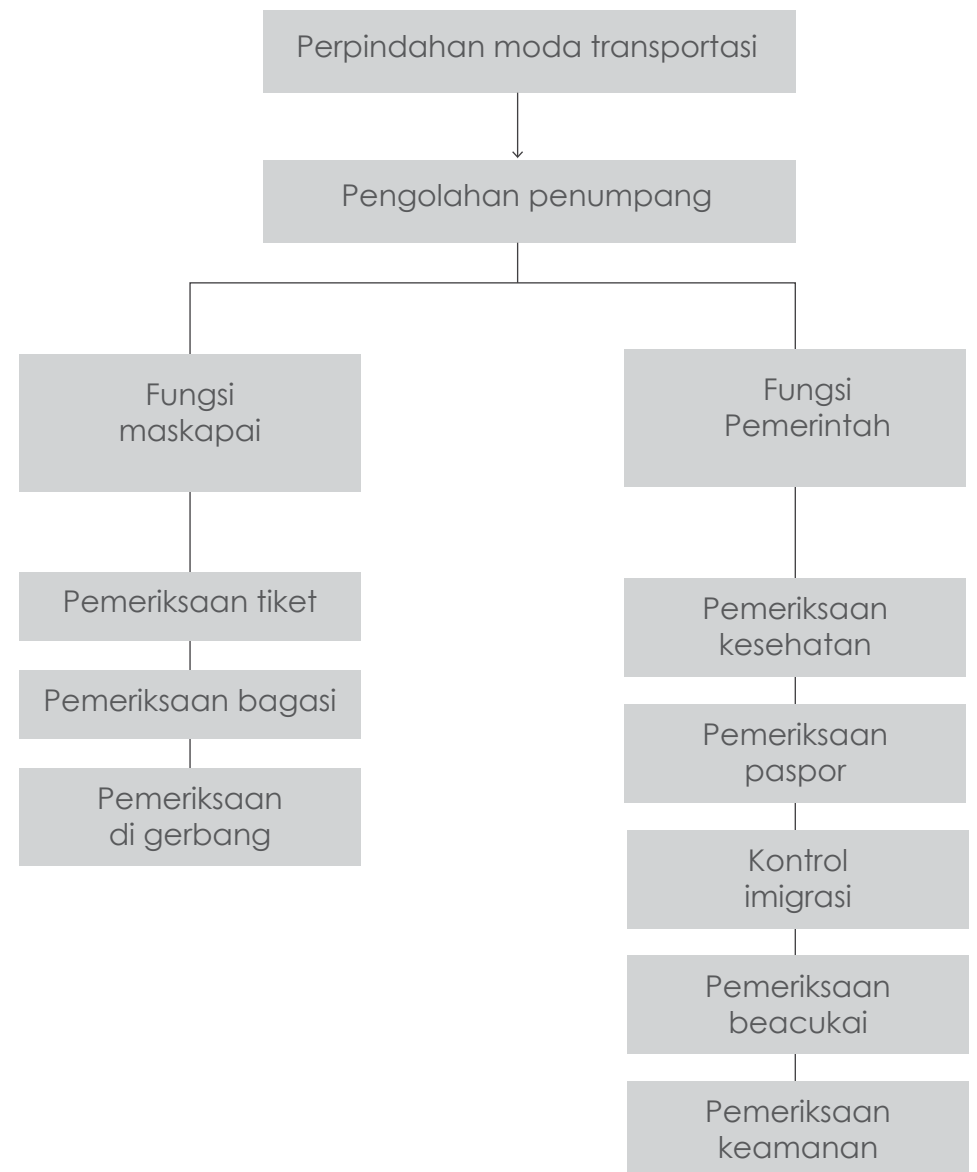 Perpindahan moda transportasi
Pengolahan penumpang
Fungsi
maskapai
Pemeriksaan tiket
Pemeriksaan bagasi
Pemeriksaan
di gerbang
Fungsi
Pemerintah
Pemeriksaan
kesehatan
Pemeriksaan
paspor
Kontrol
imigrasi
Pemeriksaan
beacukai
Pemeriksaan
keamanan